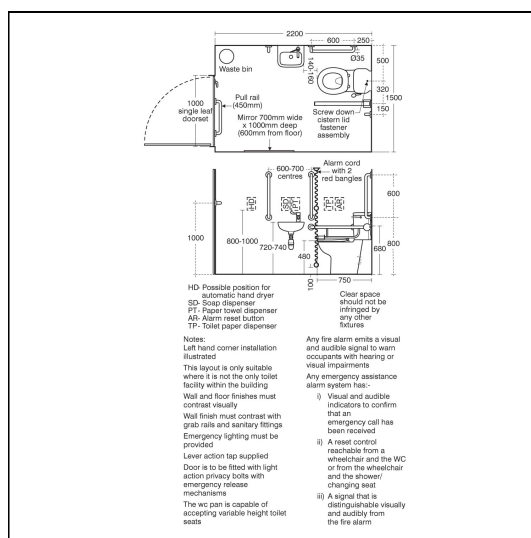 2200
600
250
Ø35
140-160
500
320
1500
150
Waste bin
1000
single leaf
doorset
Pull rail
(450mm)
Mirror 700mm wide
x 1000mm deep
(600mm from floor)
Screw down
cistern lid
fastener
assembly
600-700
centres
Alarm cord
with 2
red bangles
HD
SD
PT
TP
AR
600
1000
800-1000
720-740
480
680
800
100
750
HD- Possible position for
automatic hand dryer
SD- Soap dispenser
PT- Paper towel dispenser
AR- Alarm reset button
TP- Toilet paper dispenser
Clear space
should not be
infringed by
any other
fixtures
Notes:
Left hand corner installation
illustrated
This layout is only suitable
where it is not the only toilet
facility within the building
Wall and floor finishes must
contrast visually
Wall finish must contrast with
grab rails and sanitary fittings
Emergency lighting must be
provided
Lever action tap supplied
Door is to be fitted with light
action privacy bolts with
emergency release
mechanisms
The wc pan is capable of
accepting variable height toilet
seats
Any fire alarm emits a visual
and audible signal to warn
occupants with hearing or
visual impairments
Any emergency assistance
alarm system has:-
i) Visual and audible
indicators to confirm
that an
emergency call has
been received
ii) A reset control
reachable from a
wheelchair and the WC
or from the wheelchair
and the shower/
changing seat
iii) A signal that is
distinguishable visually
and audibly from
the fire alarm